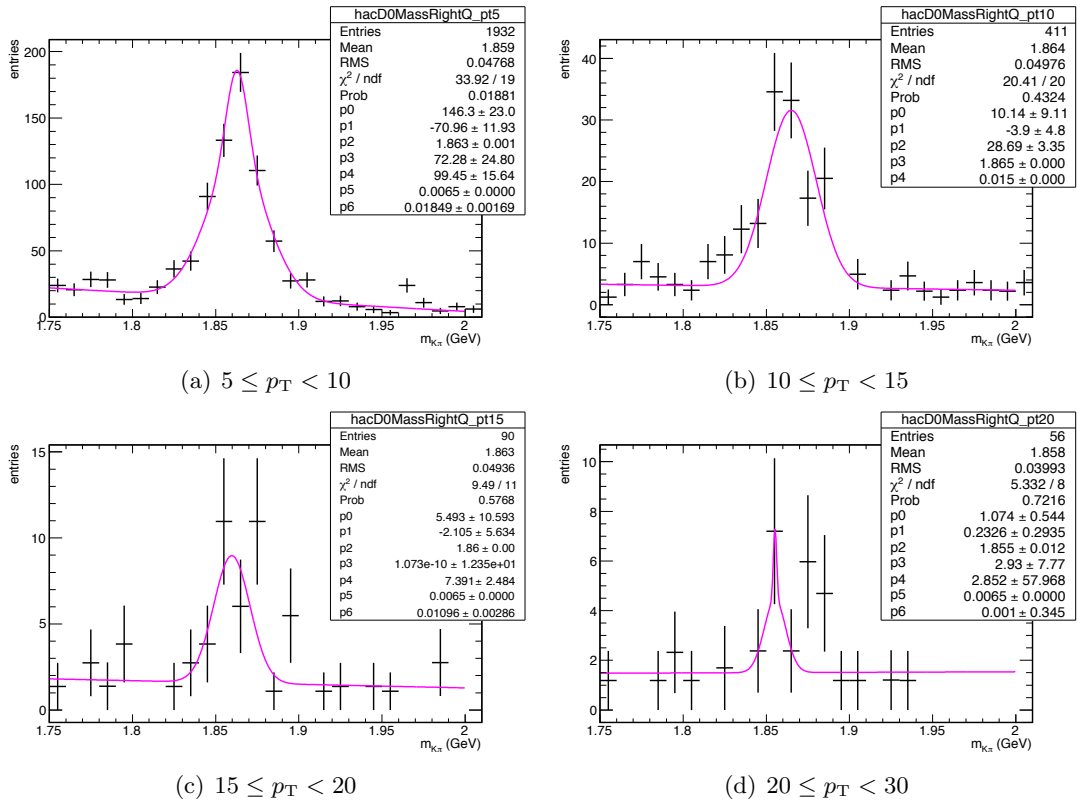 hacD0MassRightQ_pt5
Entries 1932
Mean 1.859
RMS 0.04768
χ² / ndf 33.92 / 19
Prob 0.01881
p0 146.3 ± 23.0
p1 -70.96 ± 11.93
p2 1.863 ± 0.001
p3 72.28 ± 24.80
p4 99.45 ± 15.64
p5 0.0065 ± 0.0000
p6 0.01849 ± 0.00169
entries
200
150
100
50
0
1.75 1.8 1.85 1.9 1.95 2
m_Kπ (GeV)
(a) 5 ≤ p_T < 10
hacD0MassRightQ_pt10
Entries 411
Mean 1.864
RMS 0.04976
χ² / ndf 20.41 / 20
Prob 0.4324
p0 10.14 ± 9.11
p1 -3.9 ± 4.8
p2 28.69 ± 3.35
p3 1.865 ± 0.000
p4 0.015 ± 0.000
entries
40
30
20
10
0
1.75 1.8 1.85 1.9 1.95 2
m_Kπ (GeV)
(b) 10 ≤ p_T < 15
hacD0MassRightQ_pt15
Entries 90
Mean 1.863
RMS 0.04936
χ² / ndf 9.49 / 11
Prob 0.5768
p0 5.493 ± 10.593
p1 -2.105 ± 5.634
p2 1.86 ± 0.00
p3 1.073e-10 ± 1.235e+01
p4 7.391 ± 2.484
p5 0.0065 ± 0.0000
p6 0.01096 ± 0.00286
entries
15
10
5
0
1.75 1.8 1.85 1.9 1.95 2
m_Kπ (GeV)
(c) 15 ≤ p_T < 20
hacD0MassRightQ_pt20
Entries 56
Mean 1.858
RMS 0.03993
χ² / ndf 5.332 / 8
Prob 0.7216
p0 1.074 ± 0.544
p1 0.2326 ± 0.2935
p2 1.855 ± 0.012
p3 2.93 ± 7.77
p4 2.852 ± 57.968
p5 0.0065 ± 0.0000
p6 0.001 ± 0.345
entries
10
8
6
4
2
0
1.75 1.8 1.85 1.9 1.95 2
m_Kπ (GeV)
(d) 20 ≤ p_T < 30